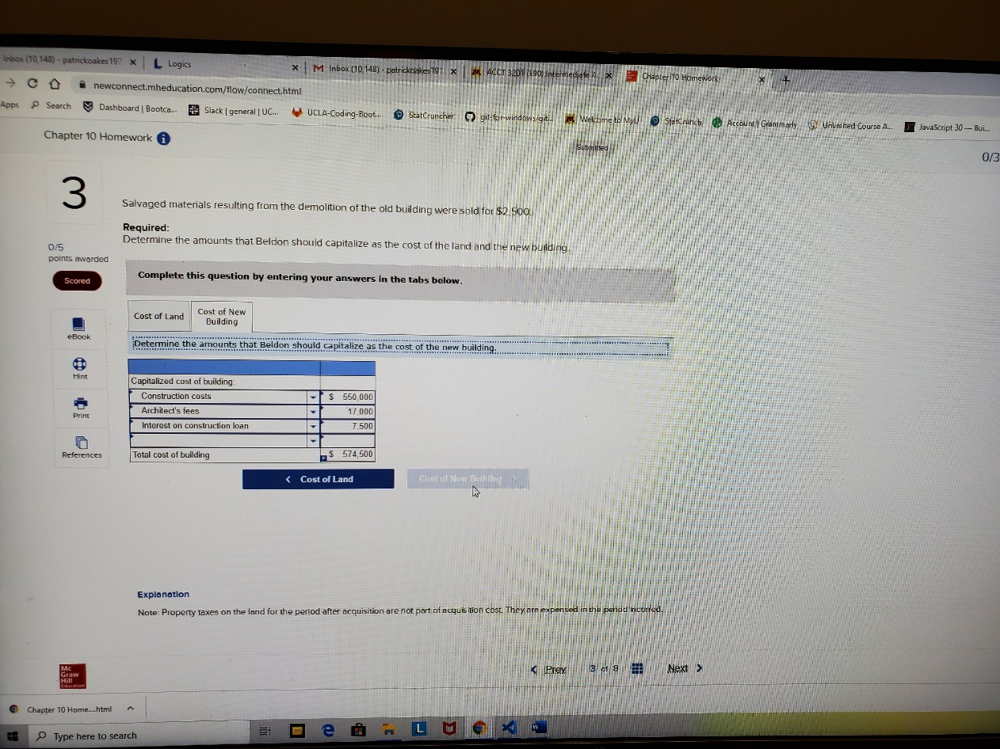 Inbox (10,148) - patrickoakes197 × Logics × Inbox (10,148) - patrickoakes197 × ACCT 3201 (E90) Intermediate A × Chapter 10 Homework × +
newconnect.mheducation.com/flow/connect.html
Apps Search Dashboard | Bootca... Slack | general | UC... UCLA-Coding-Boot... StatCruncher git-for-windows/git... Welcome to MyU StatCrunch Account | Grammarly Unlimited Course A... JavaScript 30 — Bui...
Chapter 10 Homework i
Submitted
0/3
3
Salvaged materials resulting from the demolition of the old building were sold for $2,500.
Required:
Determine the amounts that Beldon should capitalize as the cost of the land and the new building.
0/5
points awarded
Scored
Complete this question by entering your answers in the tabs below.
Cost of Land
Cost of New
Building
eBook
Determine the amounts that Beldon should capitalize as the cost of the new building.
Hint
Capitalized cost of building:
Construction costs $ 550,000
Architect's fees 17,000
Print
Interest on construction loan 7,500
References
Total cost of building $ 574,500
< Cost of Land Cost of New Building >
Explanation
Note: Property taxes on the land for the period after acquisition are not part of acquisition cost. They are expensed in the period incurred.
Mc
Graw
Hill
Education
< Prev 3 of 8 Next >
Chapter 10 Home....html
Type here to search
L
W